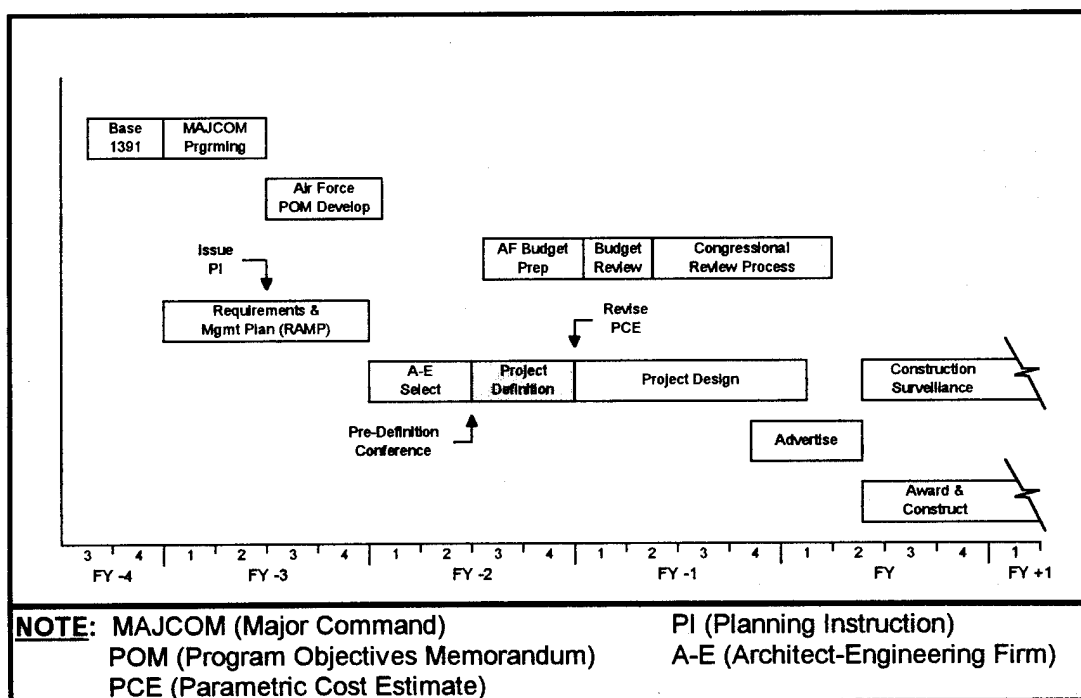 Base
1391
MAJCOM
Prgrming
Air Force
POM Develop
Issue
PI
AF Budget
Prep
Budget
Review
Congressional
Review Process
Requirements &
Mgmt Plan (RAMP)
Revise
PCE
A-E
Select
Project
Definition
Project Design
Construction
Surveillance
Pre-Definition
Conference
Advertise
Award &
Construct
3 4 1 2 3 4 1 2 3 4 1 2 3 4 1 2 3 4 1
FY -4 FY -3 FY -2 FY -1 FY FY +1
NOTE: MAJCOM (Major Command) PI (Planning Instruction)
POM (Program Objectives Memorandum) A-E (Architect-Engineering Firm)
PCE (Parametric Cost Estimate)